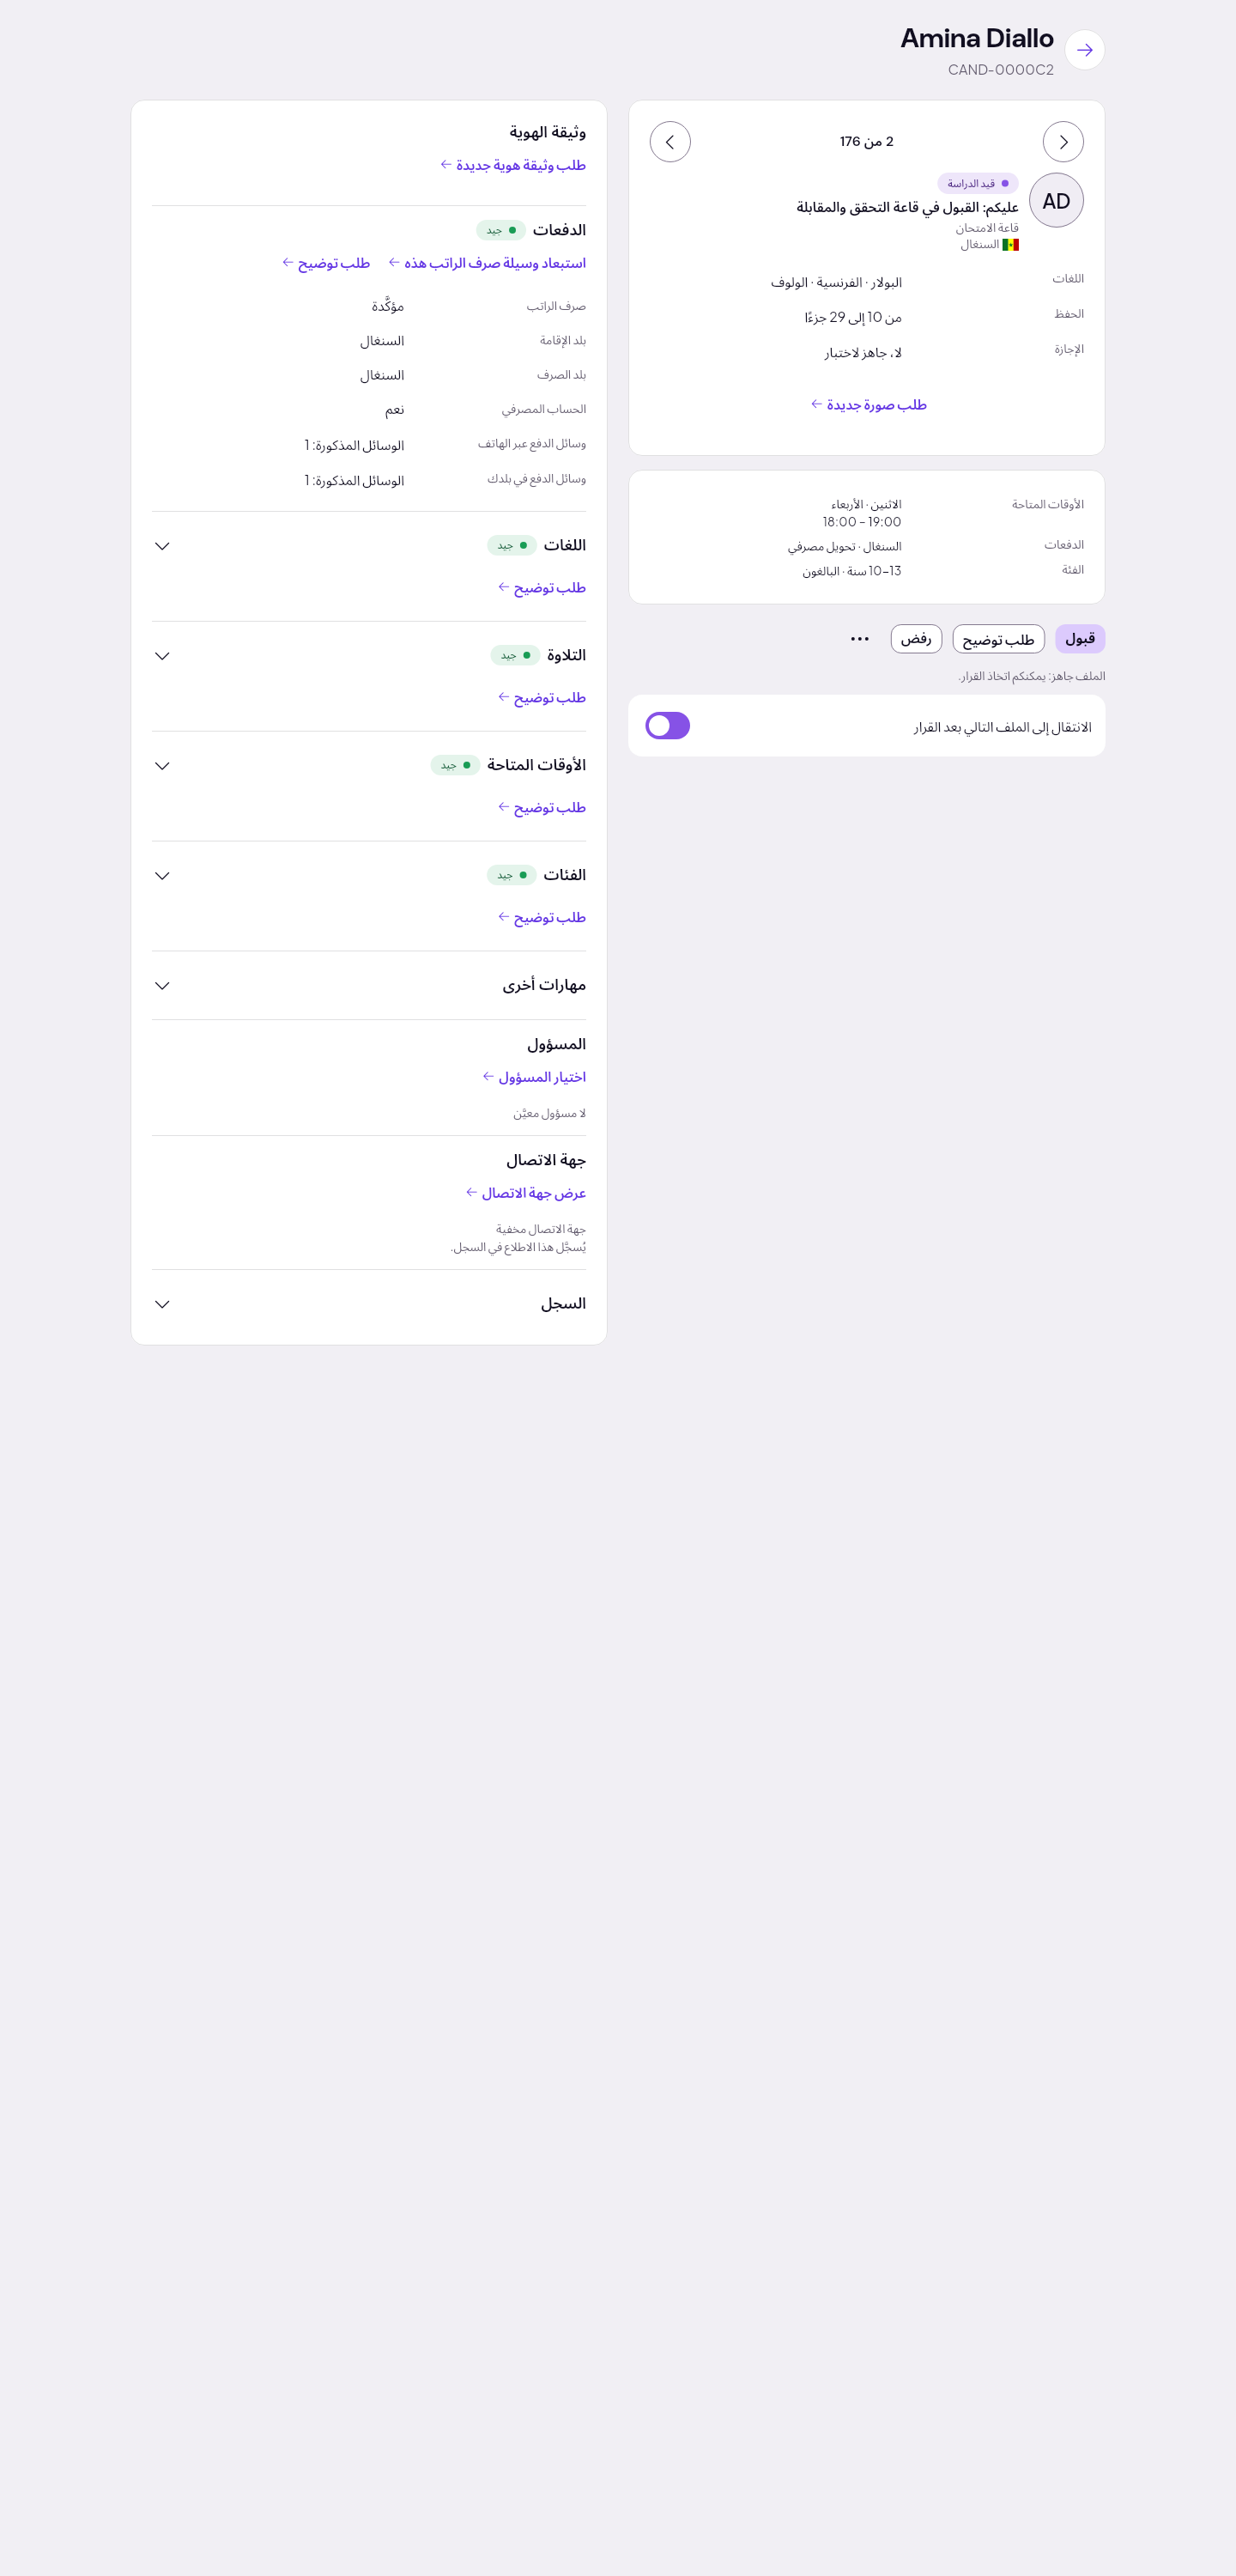 Amina Diallo
CAND-0000C2
2 من 176
AD
قيد الدراسة
عليكم: القبول في قاعة التحقق والمقابلة
قاعة الامتحان
السنغال
اللغات
البولار · الفرنسية · الولوف
الحفظ
من 10 إلى 29 جزءًا
الإجازة
لا، جاهز لاختبار
طلب صورة جديدة
الأوقات المتاحة
الاثنين · الأربعاء
18:00 – 19:00
الدفعات
السنغال · تحويل مصرفي
الفئة
10–13 سنة · البالغون
قبول
طلب توضيح
رفض
الملف جاهز: يمكنكم اتخاذ القرار.
الانتقال إلى الملف التالي بعد القرار
وثيقة الهوية
طلب وثيقة هوية جديدة
الدفعات جيد
استبعاد وسيلة صرف الراتب هذه
طلب توضيح
صرف الراتب
مؤكَّدة
بلد الإقامة
السنغال
بلد الصرف
السنغال
الحساب المصرفي
نعم
وسائل الدفع عبر الهاتف
الوسائل المذكورة: 1
وسائل الدفع في بلدك
الوسائل المذكورة: 1
اللغات جيد
طلب توضيح
التلاوة جيد
طلب توضيح
الأوقات المتاحة جيد
طلب توضيح
الفئات جيد
طلب توضيح
مهارات أخرى
المسؤول
اختيار المسؤول
لا مسؤول معيَّن
جهة الاتصال
عرض جهة الاتصال
جهة الاتصال مخفية
يُسجَّل هذا الاطلاع في السجل.
السجل